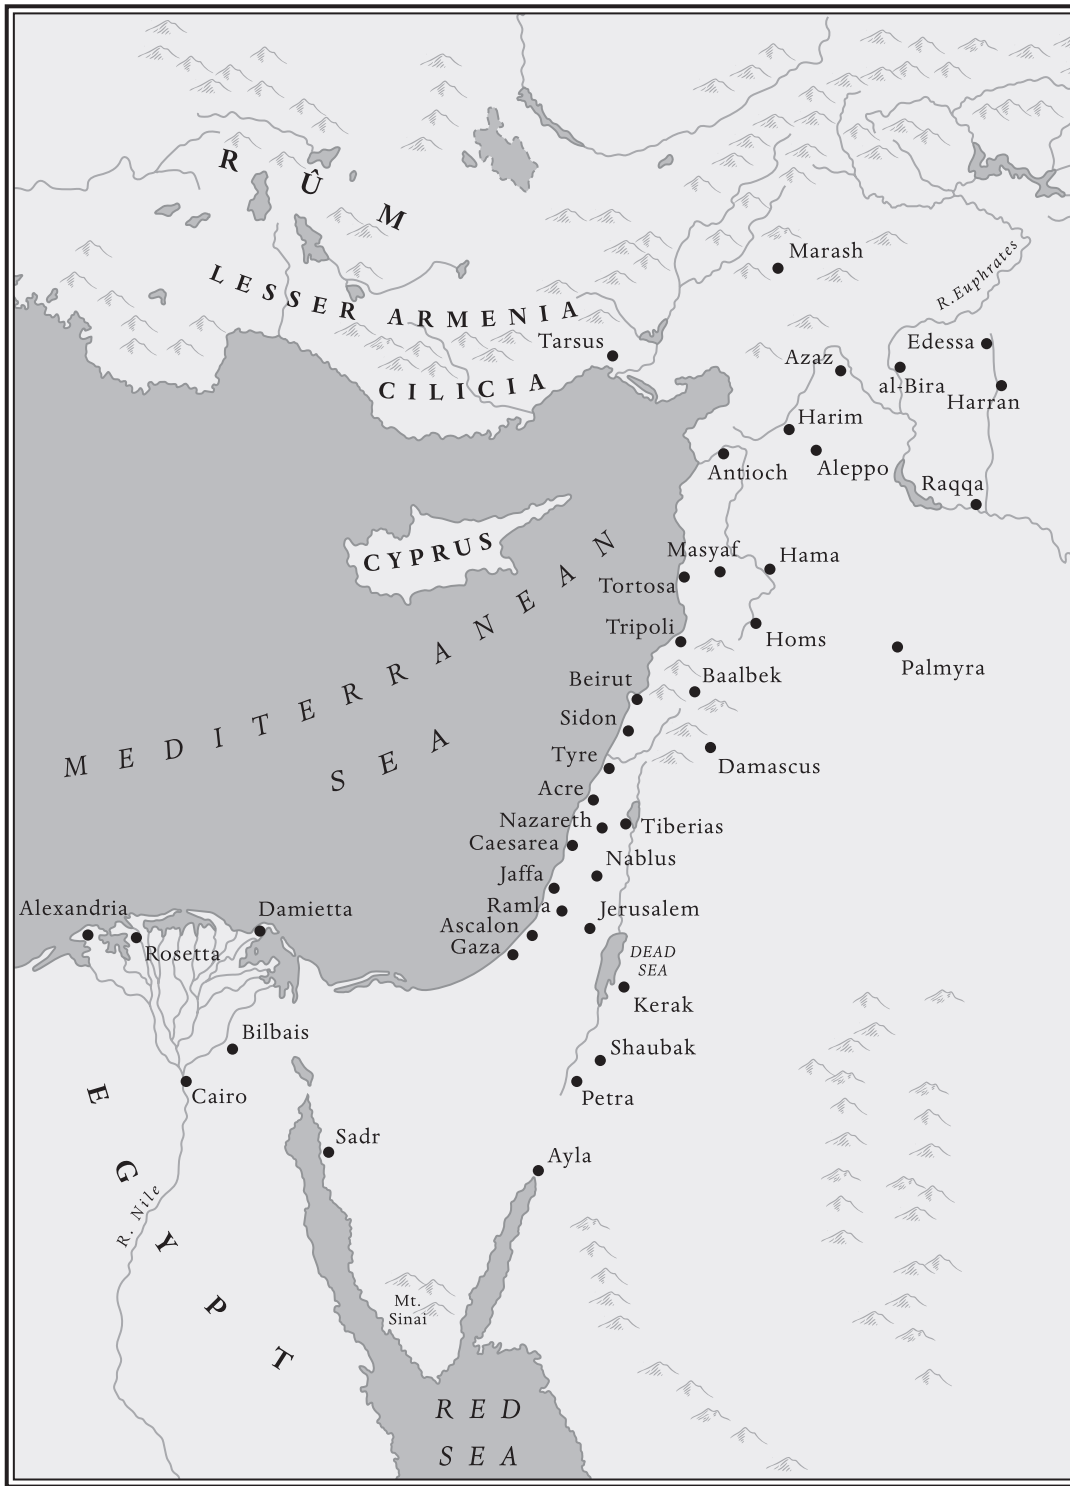 RÛM
LESSER ARMENIA
CILICIA
Marash
R. Euphrates
Tarsus
Edessa
Azaz
al-Bira
Harran
Harim
Antioch
Aleppo
Raqqa
CYPRUS
MEDITERRANEAN
SEA
Masyaf
Hama
Tortosa
Tripoli
Homs
Palmyra
Beirut
Baalbek
Sidon
Tyre
Damascus
Acre
Nazareth
Tiberias
Caesarea
Nablus
Jaffa
Ramla
Jerusalem
Ascalon
Gaza
Alexandria
Damietta
Rosetta
DEAD
SEA
Kerak
Bilbais
Shaubak
Cairo
Petra
Sadr
Ayla
EGYPT
R. Nile
Mt.
Sinai
RED
SEA